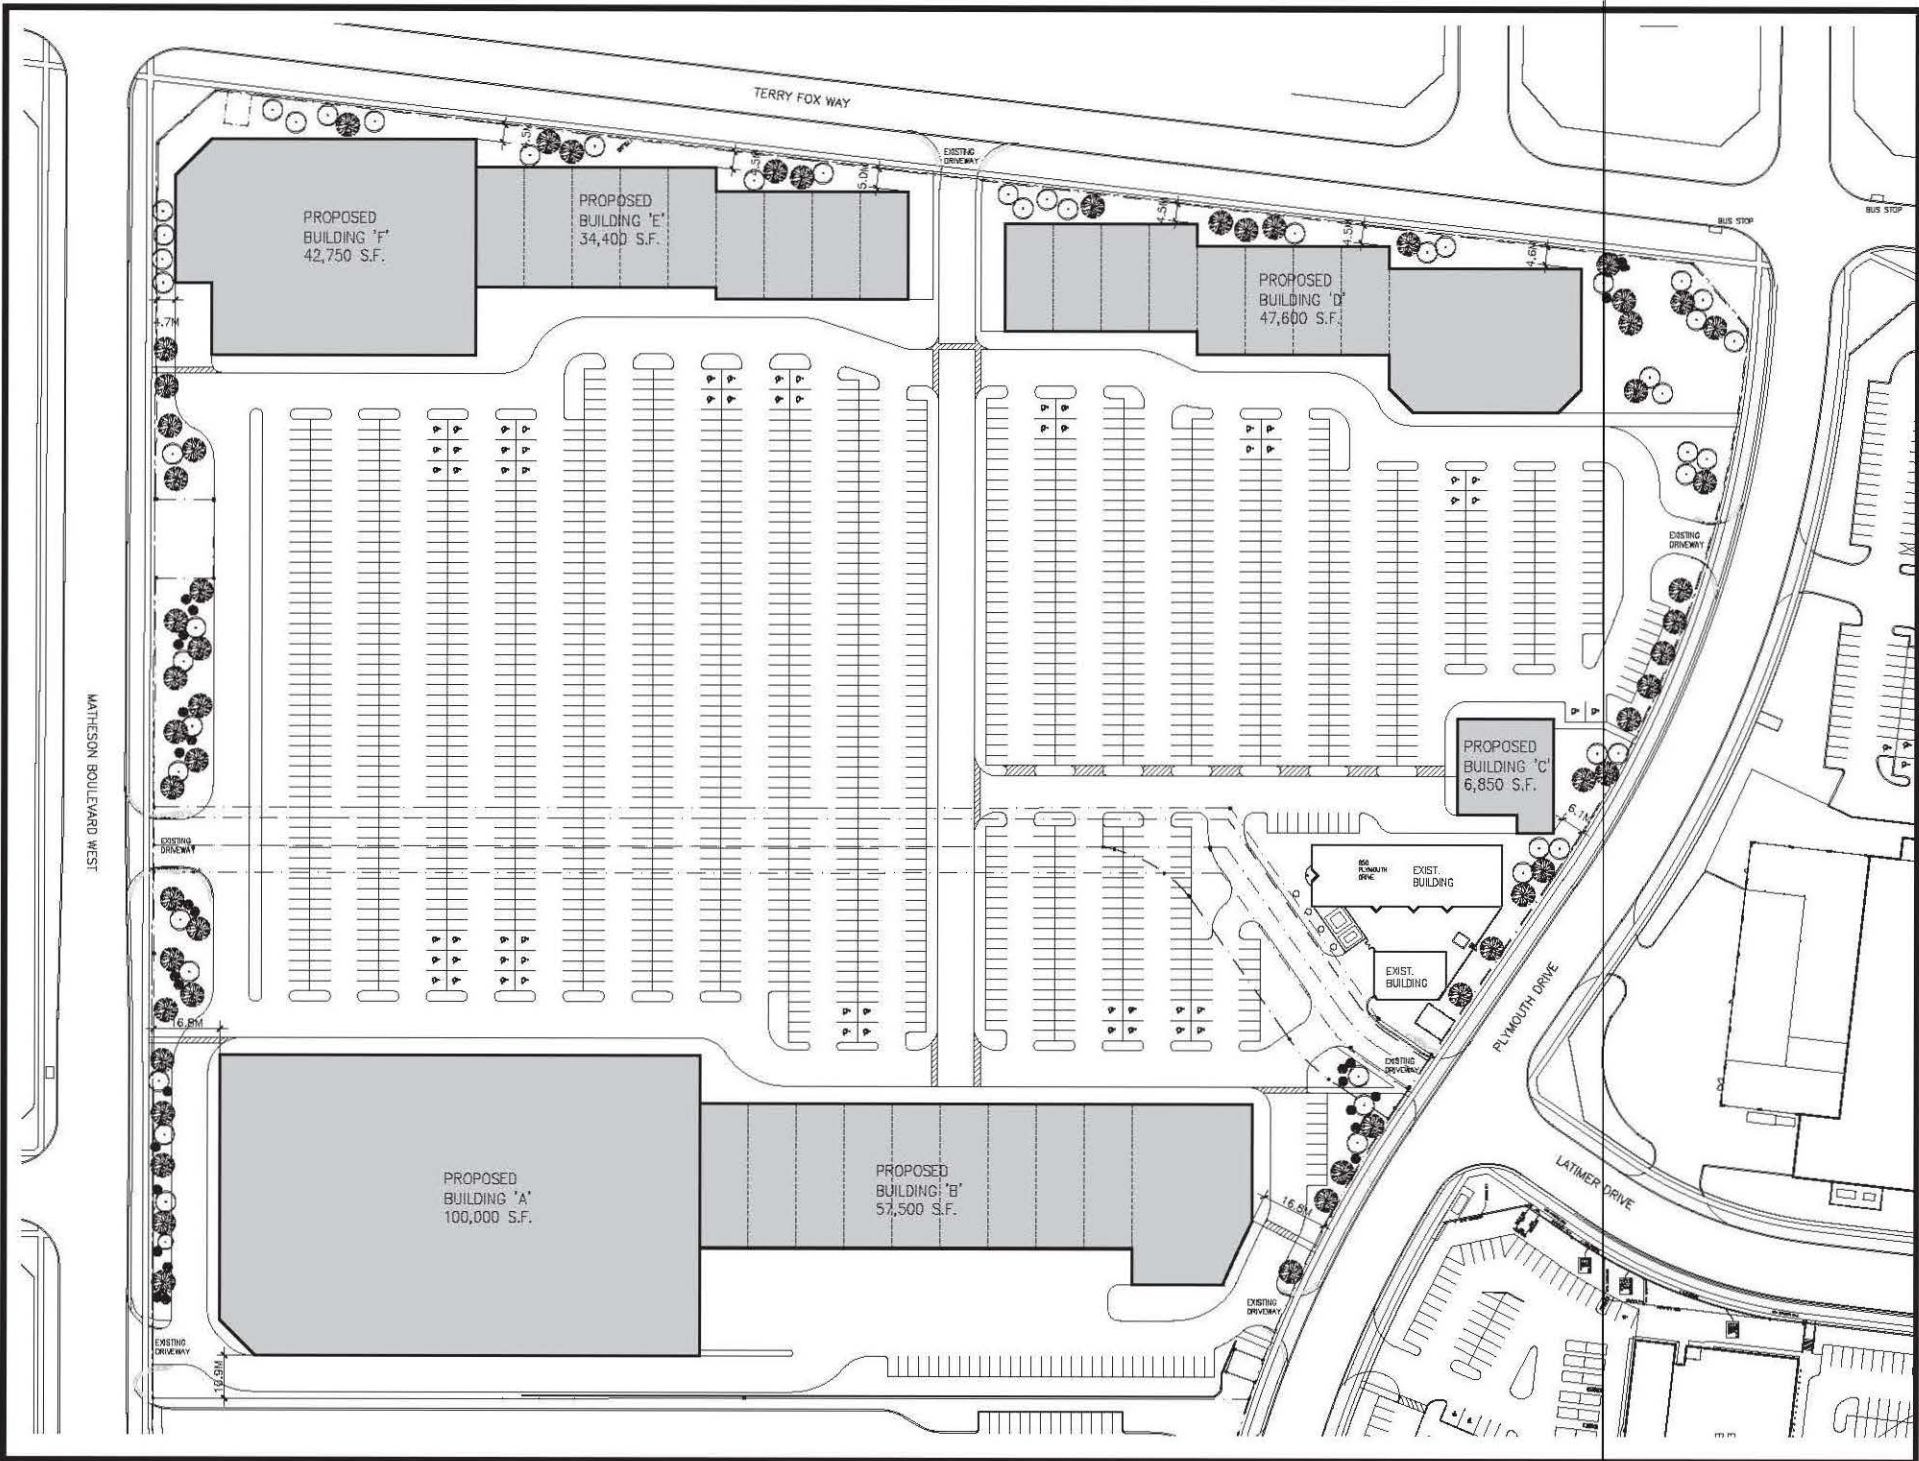 TERRY FOX WAY
EXISTING
DRIVEWAY
BUS STOP
BUS STOP
PROPOSED
BUILDING 'F'
42,750 S.F.
PROPOSED
BUILDING 'E'
34,400 S.F.
4.5M
5.0M
4.5M
4.5M
4.6M
PROPOSED
BUILDING 'D'
47,600 S.F.
4.7M
EXISTING
DRIVEWAY
MATHESON BOULEVARD WEST
PROPOSED
BUILDING 'C'
6,850 S.F.
6.1M
EXISTING
DRIVEWAY
PLYMOUTH
DRIVE
EXIST.
BUILDING
EXIST.
BUILDING
PLYMOUTH DRIVE
16.8M
EXISTING
DRIVEWAY
PROPOSED
BUILDING 'A'
100,000 S.F.
PROPOSED
BUILDING 'B'
57,500 S.F.
16.8M
LATIMER DRIVE
EXISTING
DRIVEWAY
EXISTING
DRIVEWAY
10.9M